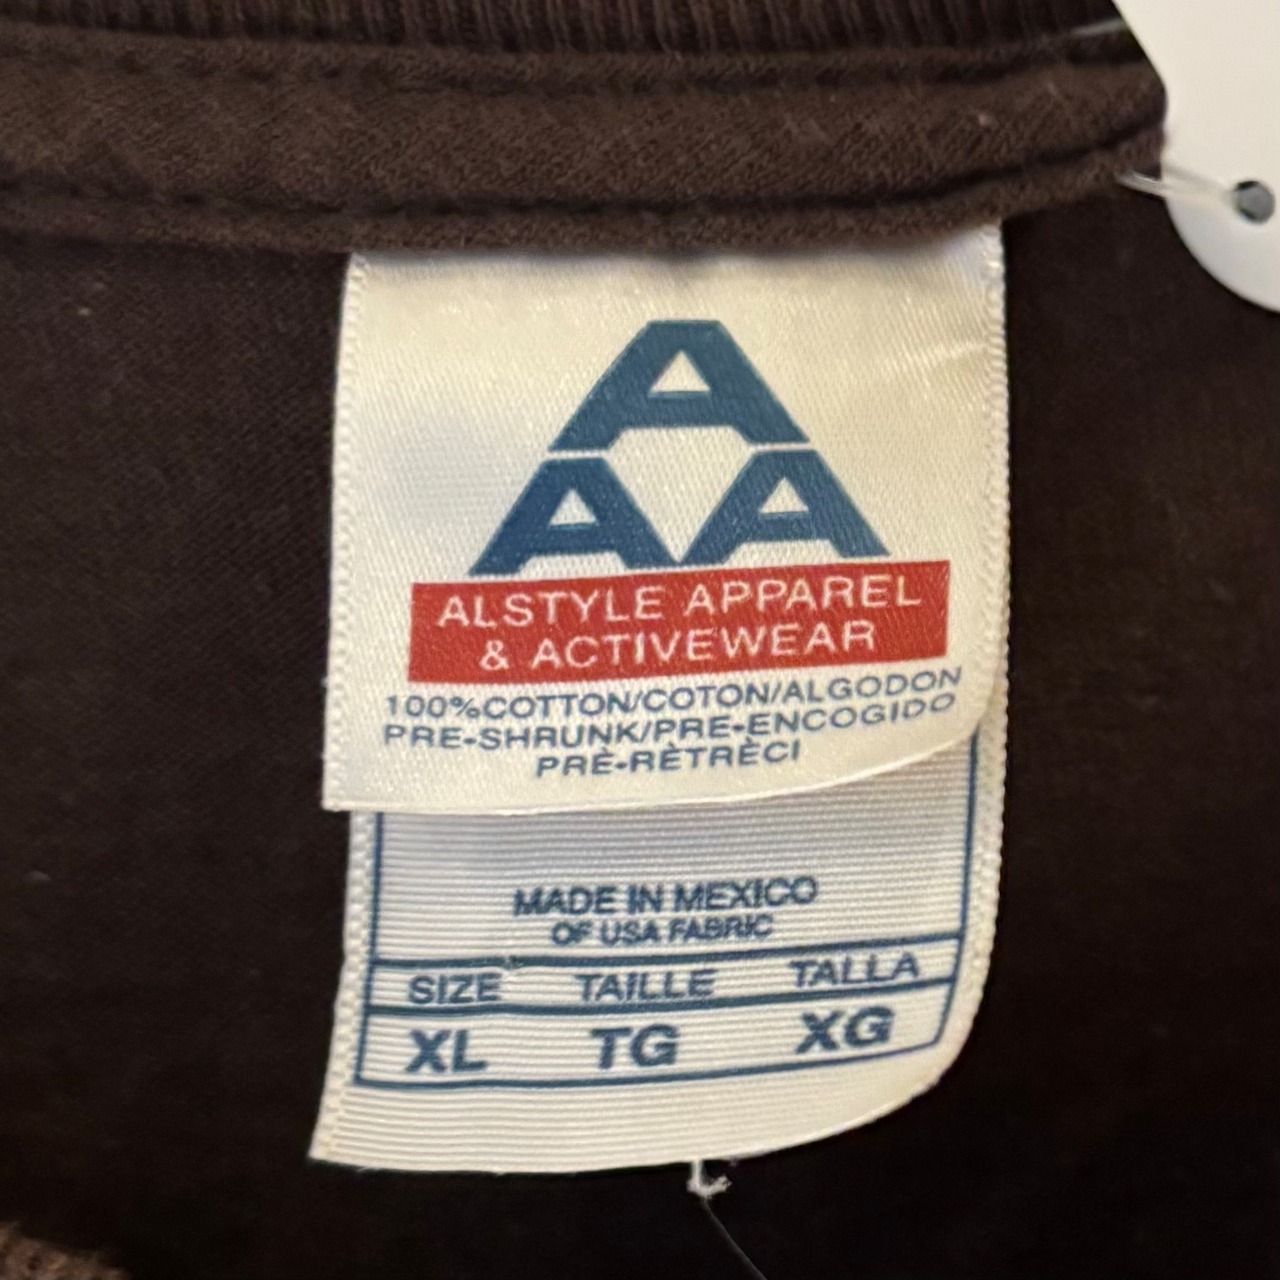 A
AA
ALSTYLE APPAREL
& ACTIVEWEAR
100%COTTON/COTON/ALGODON
PRE-SHRUNK/PRE-ENCOGIDO
PRÈ-RÈTRÈCI
MADE IN MEXICO
OF USA FABRIC
SIZE TAILLE TALLA
XL TG XG